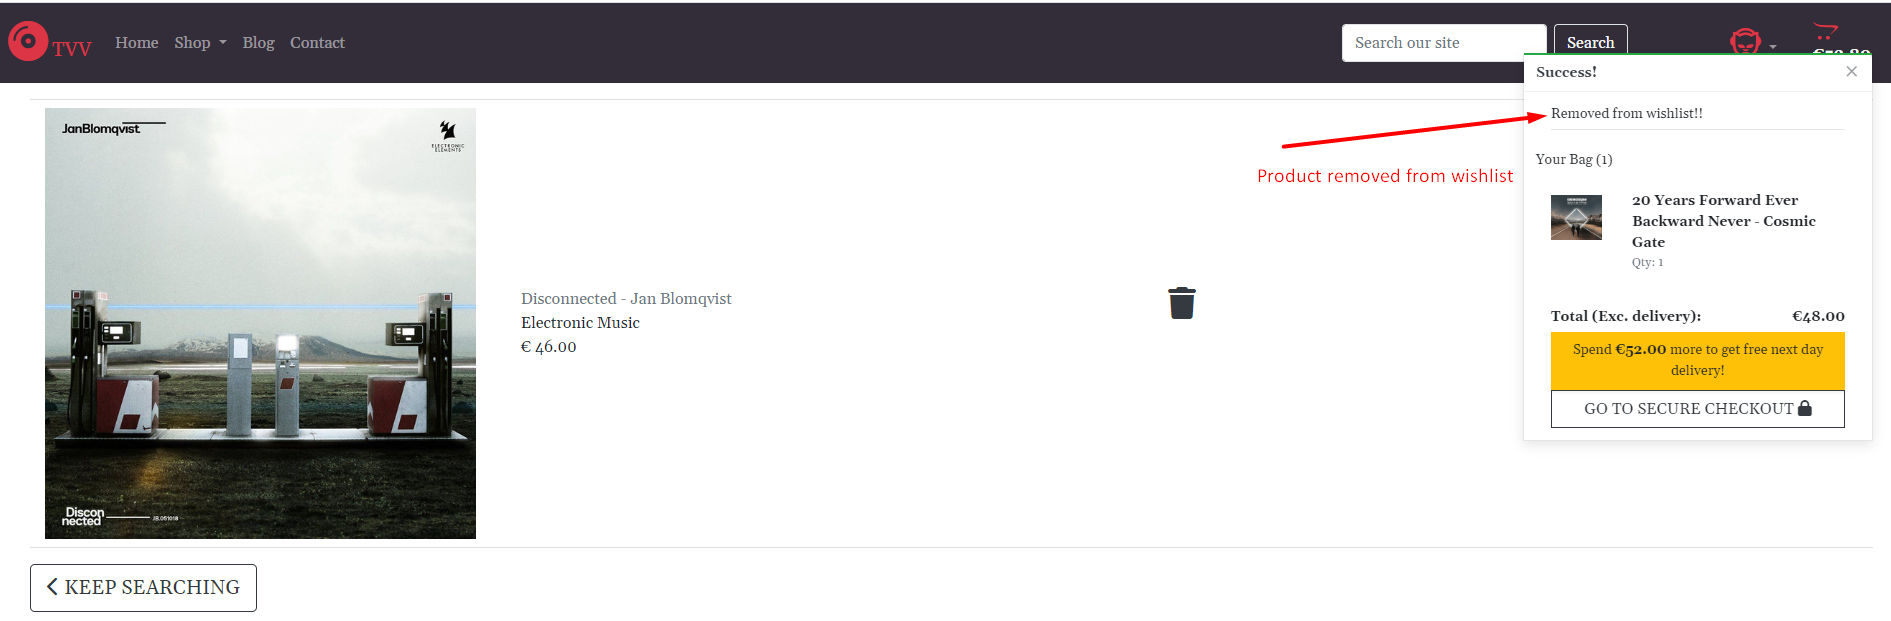 TVV
Home
Shop
Blog
Contact
Search our site
Search
Success!
Removed from wishlist!!
Product removed from wishlist
Your Bag (1)
20 Years Forward Ever
Backward Never - Cosmic
Gate
Qty: 1
Total (Exc. delivery):
€48.00
Spend €52.00 more to get free next day
delivery!
GO TO SECURE CHECKOUT
JanBlomqvist
ELECTRONIC
ELEMENTS
Disconnected - Jan Blomqvist
Electronic Music
€ 46.00
Discon
nected
JB.051018
KEEP SEARCHING